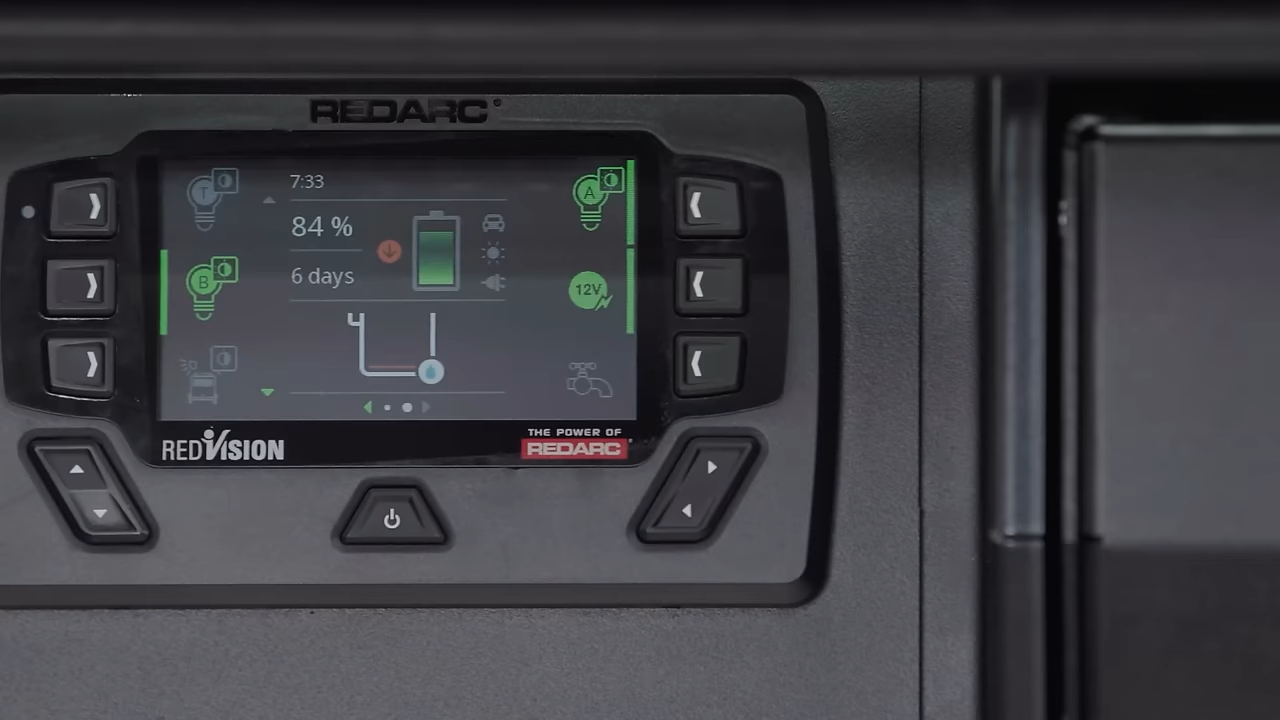 REDARC
T
7:33
A
84 %
6 days
B
12V
REDVISION
THE POWER OF
REDARC